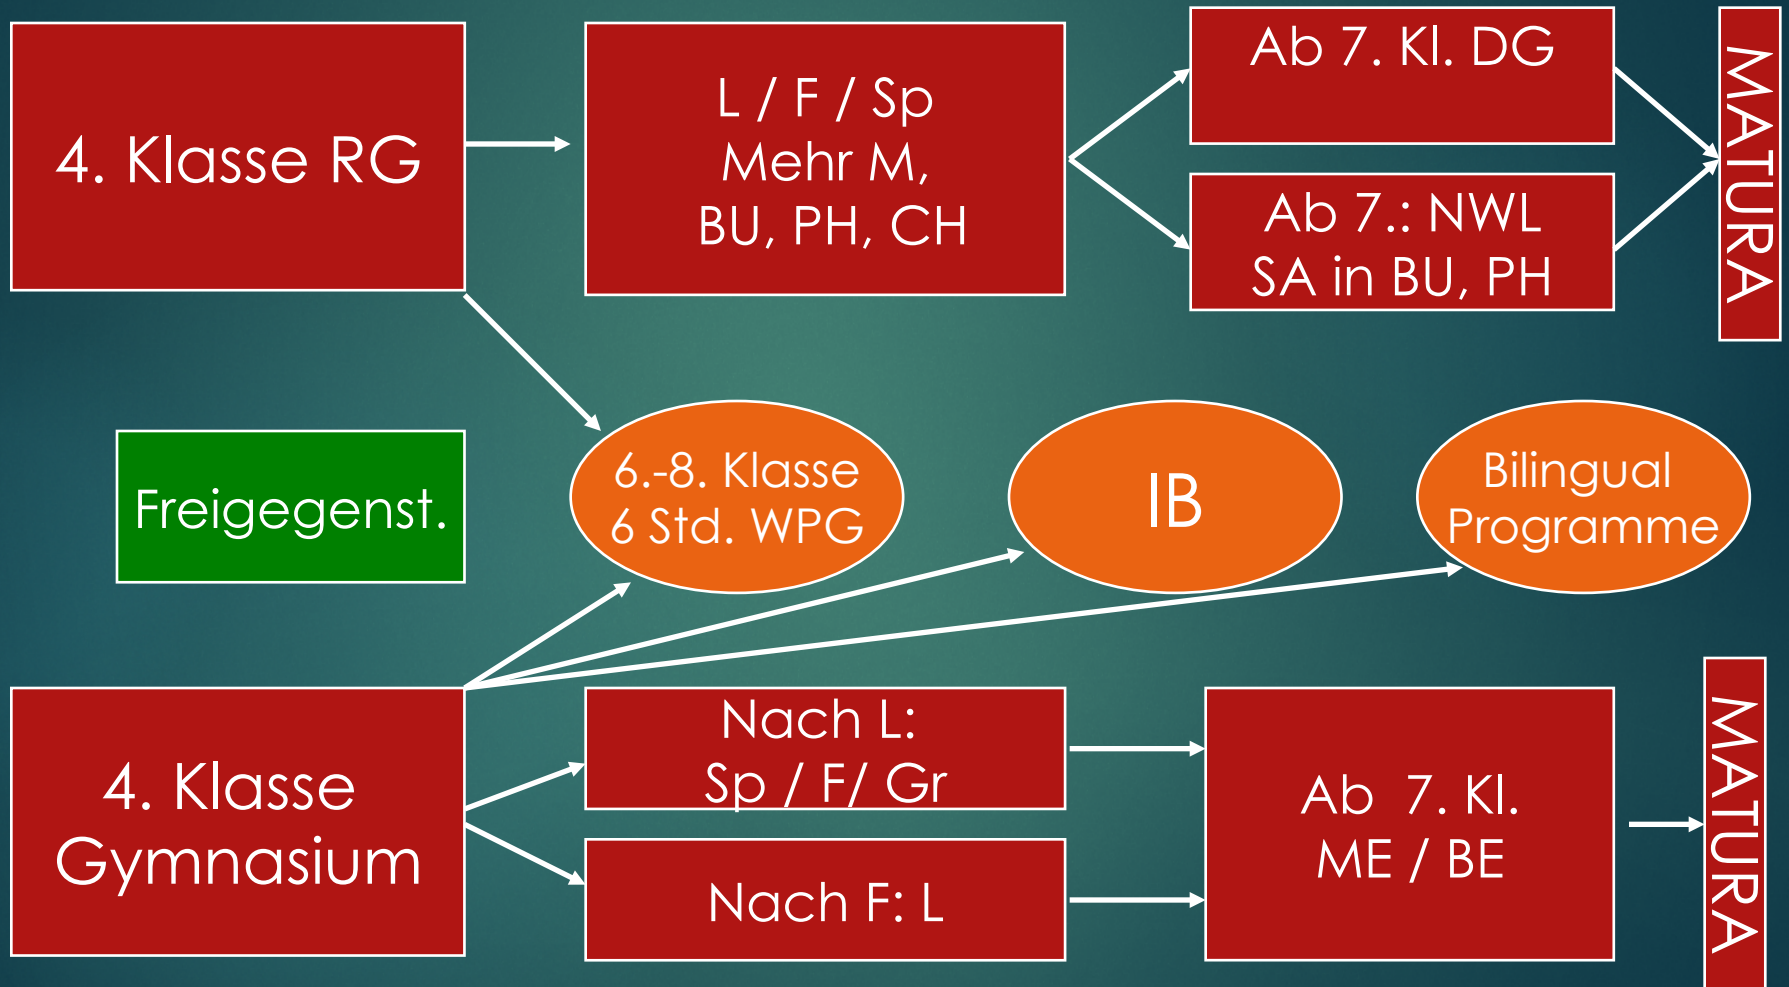 4. Klasse RG
L / F / Sp
Mehr M,
BU, PH, CH
Ab 7. Kl. DG
Ab 7.: NWL
SA in BU, PH
MATURA
Freigegenst.
6.-8. Klasse
6 Std. WPG
IB
Bilingual
Programme
4. Klasse
Gymnasium
Nach L:
Sp / F/ Gr
Nach F: L
Ab 7. Kl.
ME / BE
MATURA